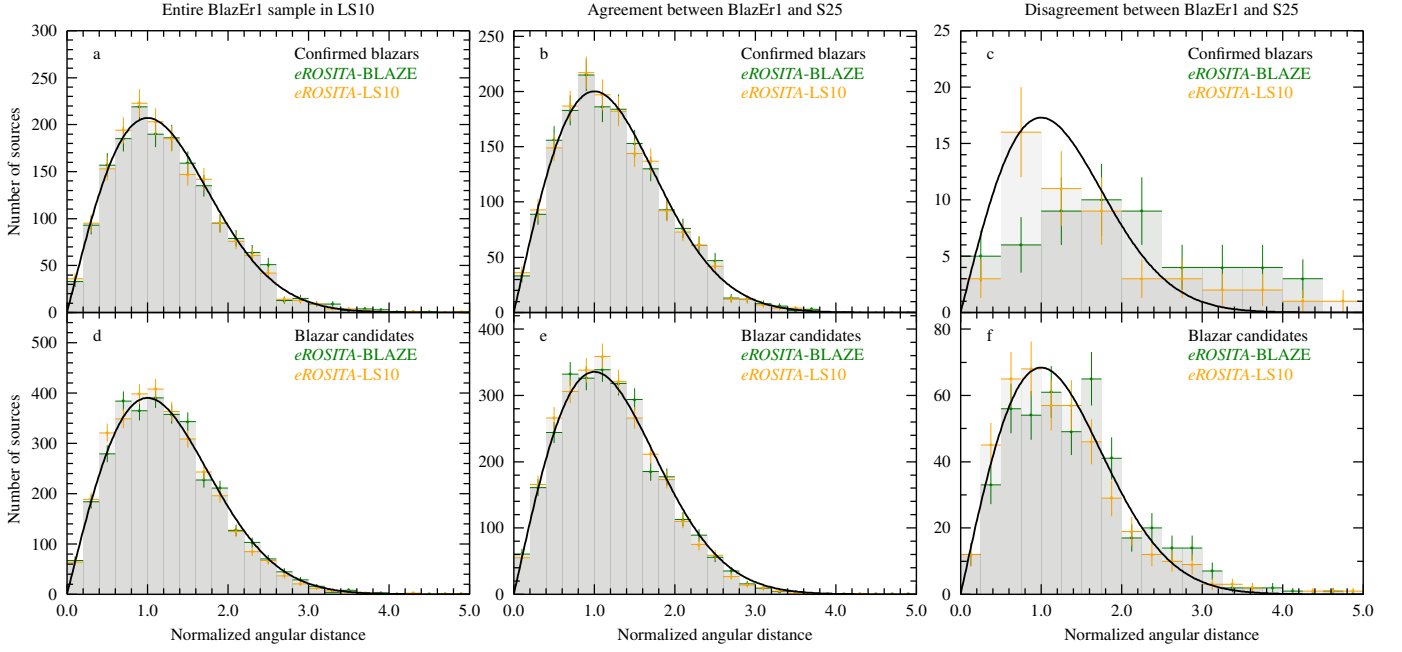 Entire BlazEr1 sample in LS10
Agreement between BlazEr1 and S25
Disagreement between BlazEr1 and S25
Number of sources
300
250
200
150
100
50
0
a
Confirmed blazars
eROSITA-BLAZE
eROSITA-LS10
250
200
150
100
50
0
b
Confirmed blazars
eROSITA-BLAZE
eROSITA-LS10
25
20
15
10
5
0
c
Confirmed blazars
eROSITA-BLAZE
eROSITA-LS10
Number of sources
500
400
300
200
100
0
d
Blazar candidates
eROSITA-BLAZE
eROSITA-LS10
400
300
200
100
0
e
Blazar candidates
eROSITA-BLAZE
eROSITA-LS10
80
60
40
20
0
f
Blazar candidates
eROSITA-BLAZE
eROSITA-LS10
0.0 1.0 2.0 3.0 4.0 5.0
0.0 1.0 2.0 3.0 4.0 5.0
0.0 1.0 2.0 3.0 4.0 5.0
Normalized angular distance
Normalized angular distance
Normalized angular distance